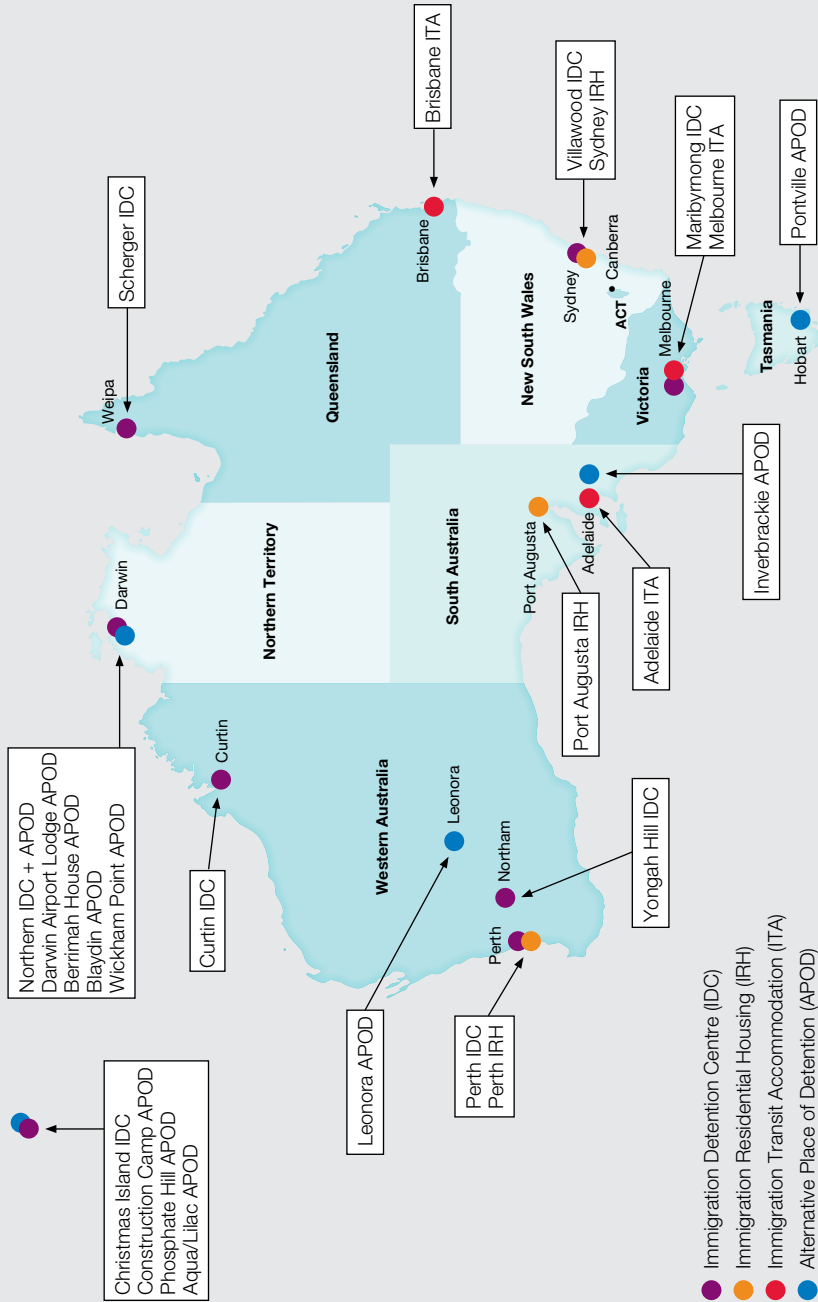 Christmas Island IDC
Construction Camp APOD
Phosphate Hill APOD
Aqua/Lilac APOD
Northern IDC + APOD
Darwin Airport Lodge APOD
Berrimah House APOD
Blaydin APOD
Wickham Point APOD
Darwin
Scherger IDC
Weipa
Curtin IDC
Curtin
Northern Territory
Queensland
Brisbane ITA
Brisbane
Western Australia
Leonora
Leonora APOD
South Australia
New South Wales
Villawood IDC
Sydney IRH
Sydney
Canberra
ACT
Perth
Northam
Perth IDC
Perth IRH
Yongah Hill IDC
Port Augusta
Port Augusta IRH
Adelaide
Adelaide ITA
Inverbrackie APOD
Victoria
Melbourne
Maribyrnong IDC
Melbourne ITA
Tasmania
Hobart
Pontville APOD
Immigration Detention Centre (IDC)
Immigration Residential Housing (IRH)
Immigration Transit Accommodation (ITA)
Alternative Place of Detention (APOD)